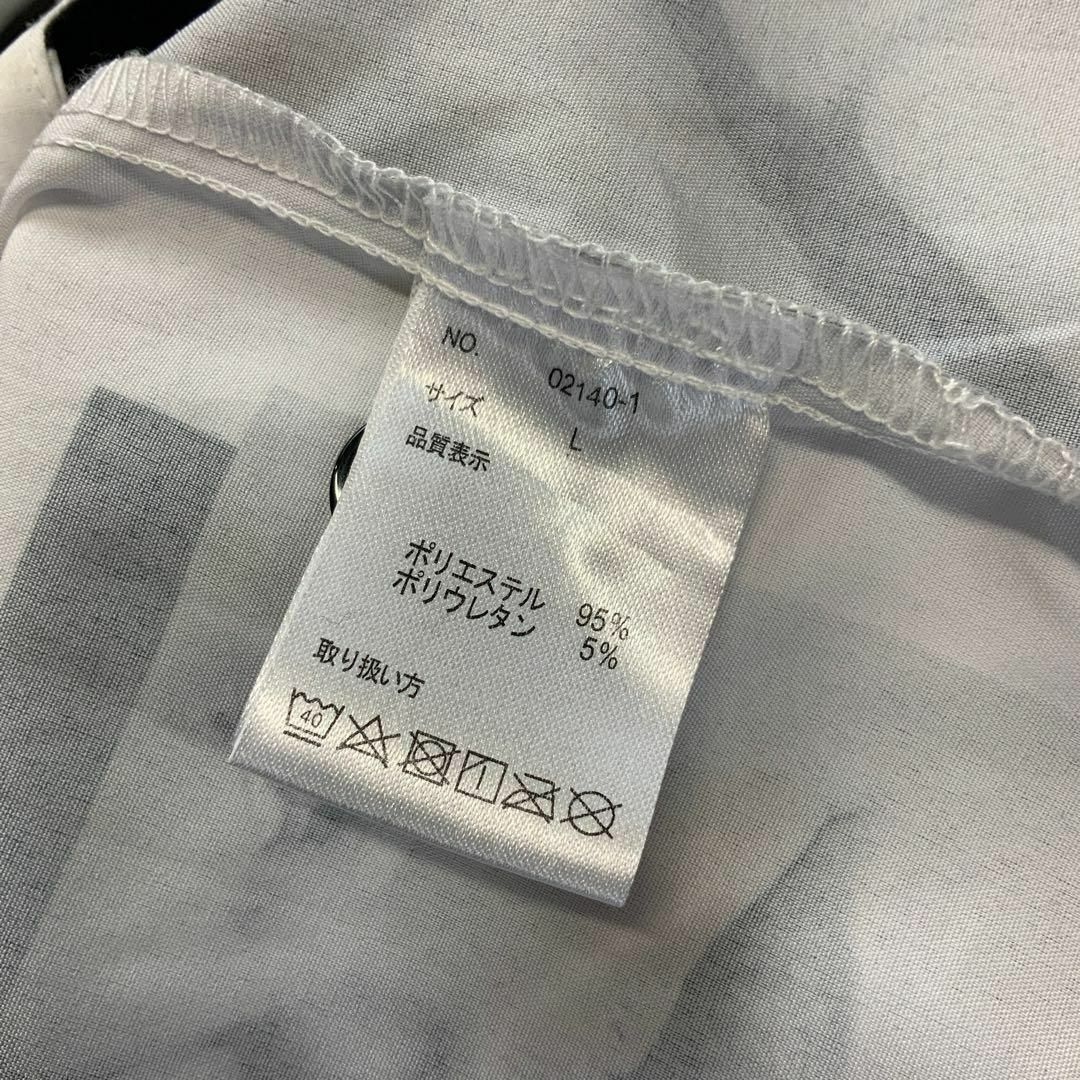 NO. 02140-1
サイズ L
品質表示
ポリエステル 95%
ポリウレタン 5%
取り扱い方
40